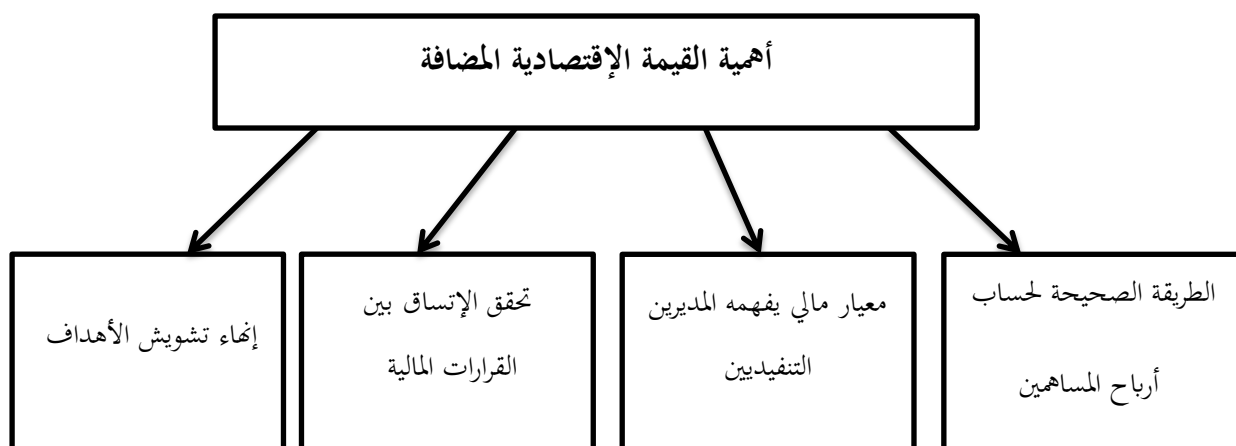 أهمية القيمة الإقتصادية المضافة
الطريقة الصحيحة لحساب
أرباح المساهمين
معيار مالي يفهمه المديرين
التنفيديين
تحقق الإتساق بين
القرارات المالية
إنهاء تشويش الأهداف